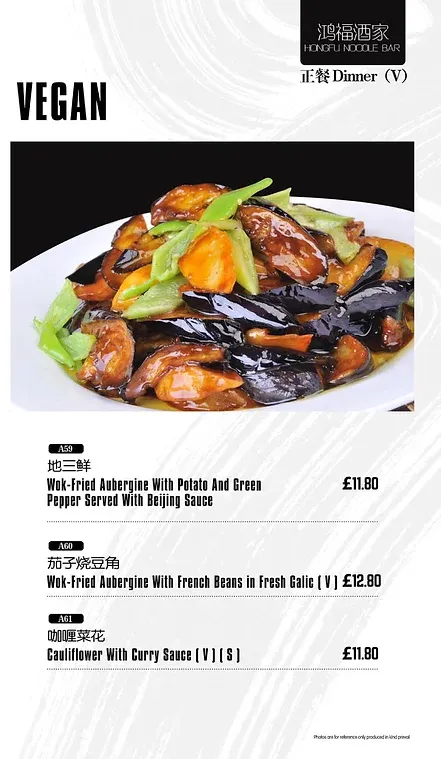 鸿福酒家
HONGFU NOODLE BAR
正餐 Dinner（V）
VEGAN
A59
地三鲜
Wok-Fried Aubergine With Potato And Green
Pepper Served With Beijing Sauce
£11.80
A60
茄子烧豆角
Wok-Fried Aubergine With French Beans in Fresh Galic ( V ) £12.80
A61
咖喱菜花
Cauliflower With Curry Sauce ( V ) ( S ) £11.80
Photos are for reference only produced in kind prevail